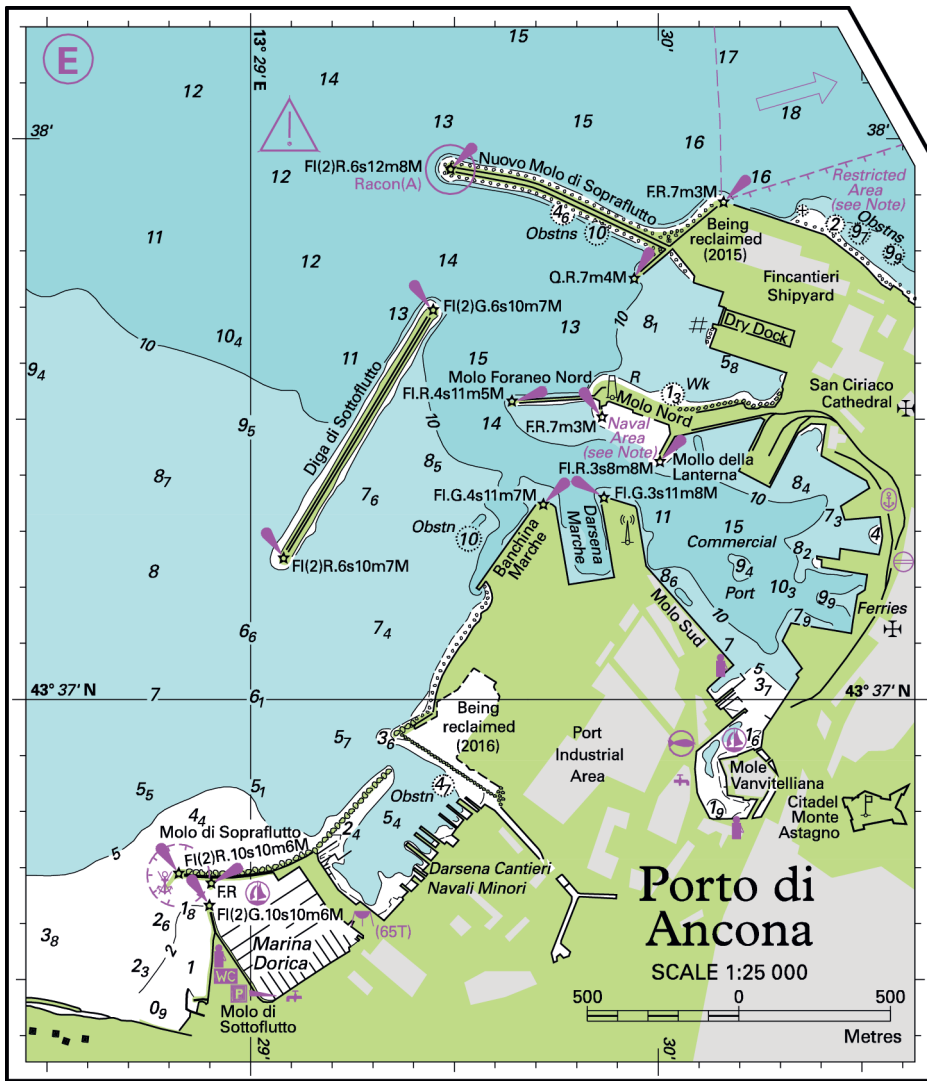 E
13° 29' E
30'
15
14
12
17
18
38'
38'
13
15
16
Fl(2)R.6s12m8M
Racon(A)
Nuovo Molo di Sopraflutto
F.R.7m3M
16
Restricted
Area
(see Note)
12
4₆
Obstns
10
Being
reclaimed
(2015)
2
9₁
Obstns
9₉
11
12
14
Q.R.7m4M
Fincantieri
Shipyard
Fl(2)G.6s10m7M
13
13
10
8₁
Dry Dock
10
10₄
11
15
5₈
9₄
Molo Foraneo Nord
R
Wk
1₃
San Ciriaco
Cathedral
Fl.R.4s11m5M
Molo Nord
9₅
Diga di Sottoflutto
14
F.R.7m3M
Naval
Area
(see Note)
Mollo della
Lanterna
8₇
8₅
Fl.R.3s8m8M
10
8₄
7₆
Fl.G.4s11m7M
Fl.G.3s11m8M
Obstn
10
Banchina
Marche
Darsena
Marche
11
15
Commercial
7₃
4
8
Fl(2)R.6s10m7M
9₄
8₂
Port
10₃
8₆
10
9₉
7₉
Ferries
6₆
7₄
Molo Sud
7
5
3₇
43° 37' N
7
6₁
43° 37' N
Being
reclaimed
(2016)
5₇
3₆
Port
Industrial
Area
1₆
Mole
Vanvitelliana
5₅
5₁
Obstn
4₁
1₉
Citadel
Monte
Astagno
4₄
5
2₄
5₄
Molo di Sopraflutto
Fl(2)R.10s10m6M
F.R
Fl(2)G.10s10m6M
Darsena Cantieri
Navali Minori
1₈
2₆
2
3₈
(65T)
Marina
Dorica
2₃
1
WC
P
0₉
Molo di
Sottoflutto
Porto di
Ancona
SCALE 1:25 000
500
0
500
Metres
29'
30'